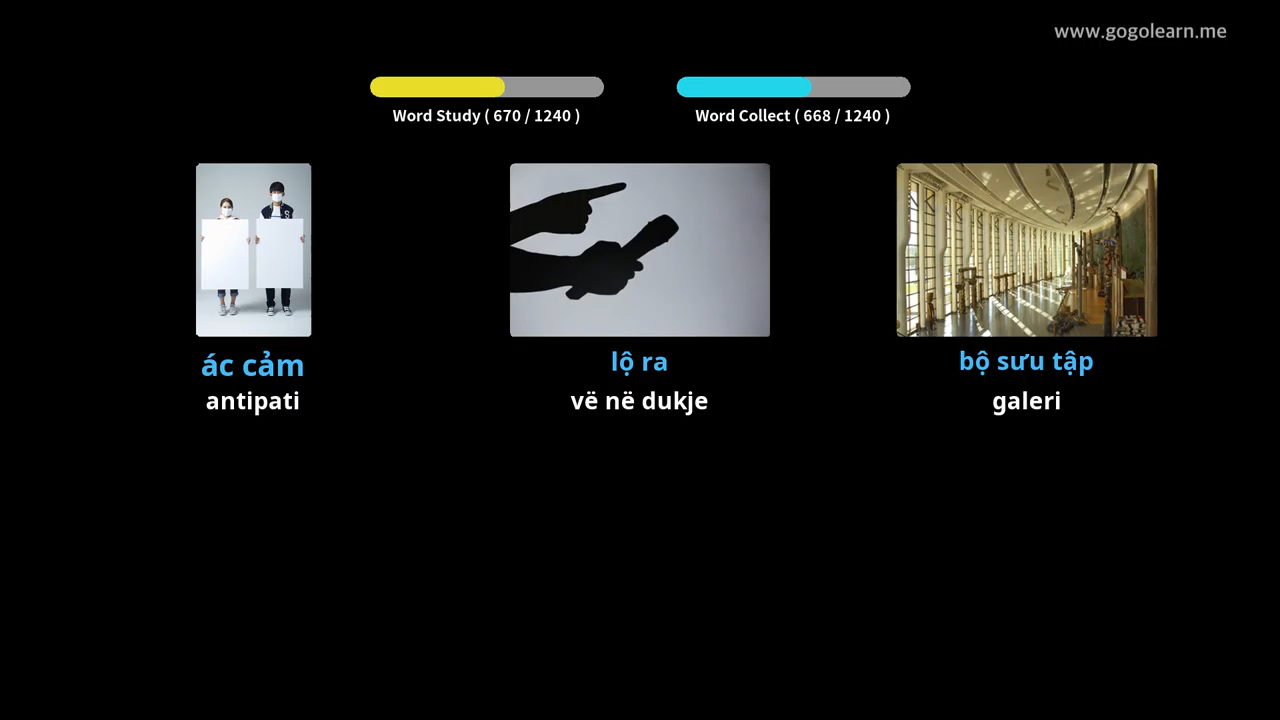 www.gogolearn.me
Word Study ( 670 / 1240 )
Word Collect ( 668 / 1240 )
ác cảm
antipati
lộ ra
vë në dukje
bộ sưu tập
galeri